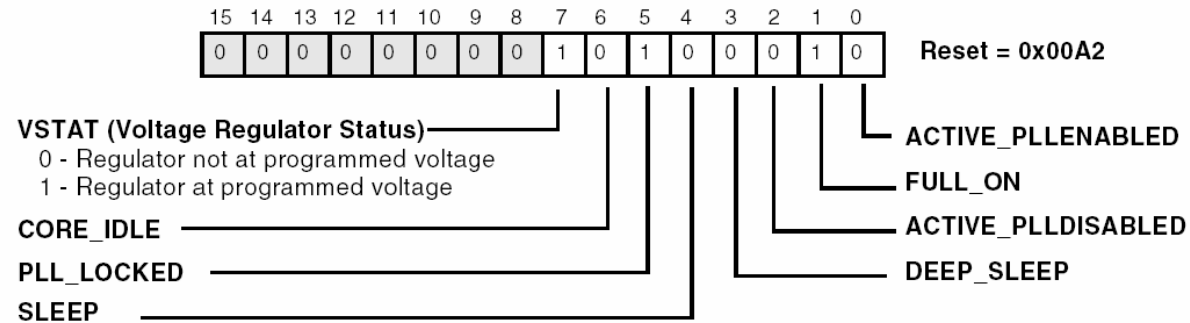 15 14 13 12 11 10 9 8 7 6 5 4 3 2 1 0
0 0 0 0 0 0 0 0 1 0 1 0 0 0 1 0 Reset = 0x00A2
VSTAT (Voltage Regulator Status)
0 - Regulator not at programmed voltage
1 - Regulator at programmed voltage
CORE_IDLE
PLL_LOCKED
SLEEP
ACTIVE_PLLENABLED
FULL_ON
ACTIVE_PLLDISABLED
DEEP_SLEEP